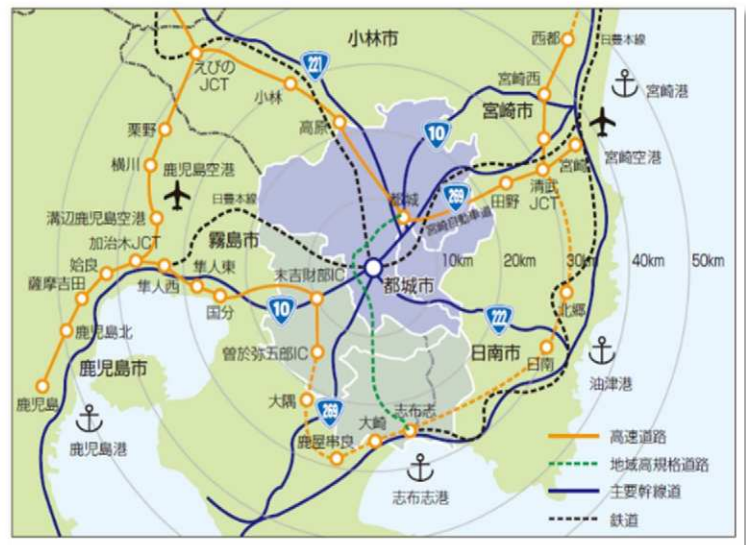 小林市
西都
日豊本線
えびの
JCT
221
小林
宮崎西
宮崎港
宮崎市
栗野
高原
10
横川
鹿児島空港
宮崎
宮崎空港
日豊本線
都城
269
田野
清武
JCT
溝辺鹿児島空港
宮崎自動車道
霧島市
加治木JCT
姶良
隼人東
末吉財部IC
10km
20km
30km
40km
50km
都城市
薩摩吉田
隼人西
国分
10
222
北郷
鹿児島北
曽於弥五郎IC
日南市
日南
鹿児島市
油津港
鹿児島
大隅
269
志布志
鹿児島港
鹿屋串良
大崎
志布志港
高速道路
地域高規格道路
主要幹線道
鉄道